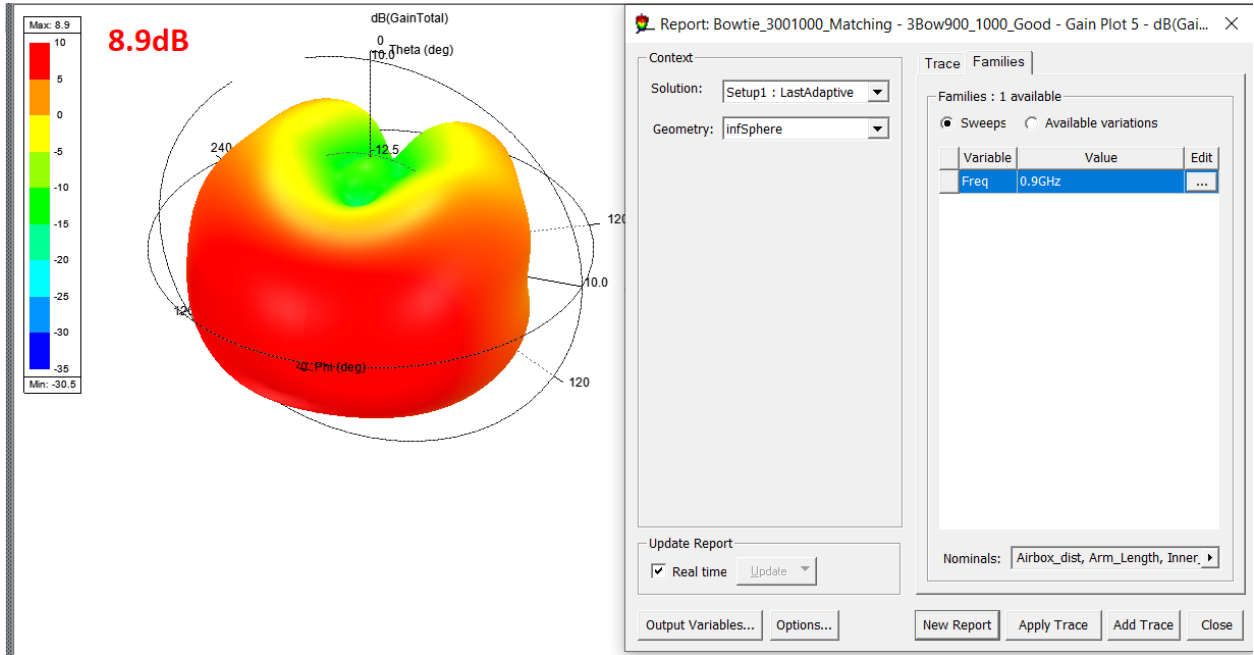 Max: 8.9
10
5
0
-5
-10
-15
-20
-25
-30
-35
Min: -30.5
8.9dB
dB(GainTotal)
0
10.0 Theta (deg)
-12.5
240
120
10.0
120
0 Phi (deg)
120
Report: Bowtie_3001000_Matching - 3Bow900_1000_Good - Gain Plot 5 - dB(Gai...
Context
Solution: Setup1 : LastAdaptive
Geometry: infSphere
Update Report
Real time Update
Trace Families
Families : 1 available
Sweeps Available variations
Variable Value Edit
Freq 0.9GHz ...
Nominals: Airbox_dist, Arm_Length, Inner_
Output Variables... Options... New Report Apply Trace Add Trace Close